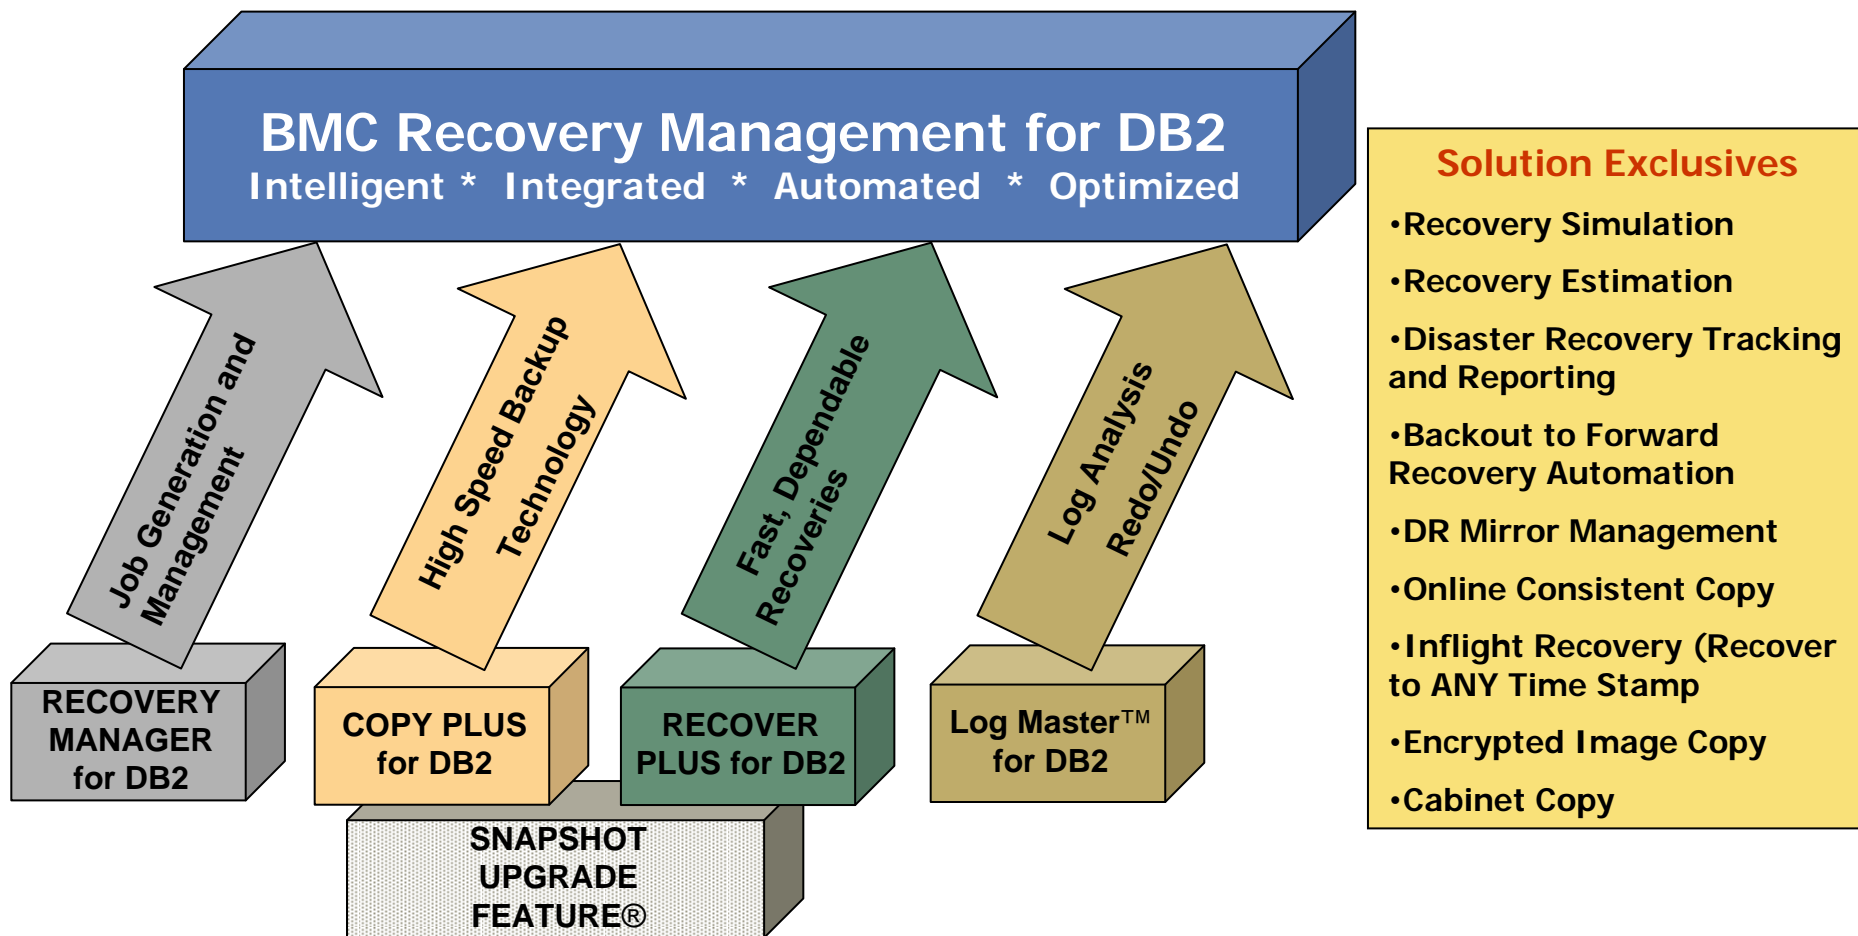 BMC Recovery Management for DB2
Intelligent * Integrated * Automated * Optimized
Job Generation and
Management
High Speed Backup
Technology
Fast, Dependable
Recoveries
Log Analysis
Redo/Undo
RECOVERY
MANAGER
for DB2
COPY PLUS
for DB2
RECOVER
PLUS for DB2
Log Master™
for DB2
SNAPSHOT
UPGRADE
FEATURE®
Solution Exclusives
•Recovery Simulation
•Recovery Estimation
•Disaster Recovery Tracking
and Reporting
•Backout to Forward
Recovery Automation
•DR Mirror Management
•Online Consistent Copy
•Inflight Recovery (Recover
to ANY Time Stamp
•Encrypted Image Copy
•Cabinet Copy